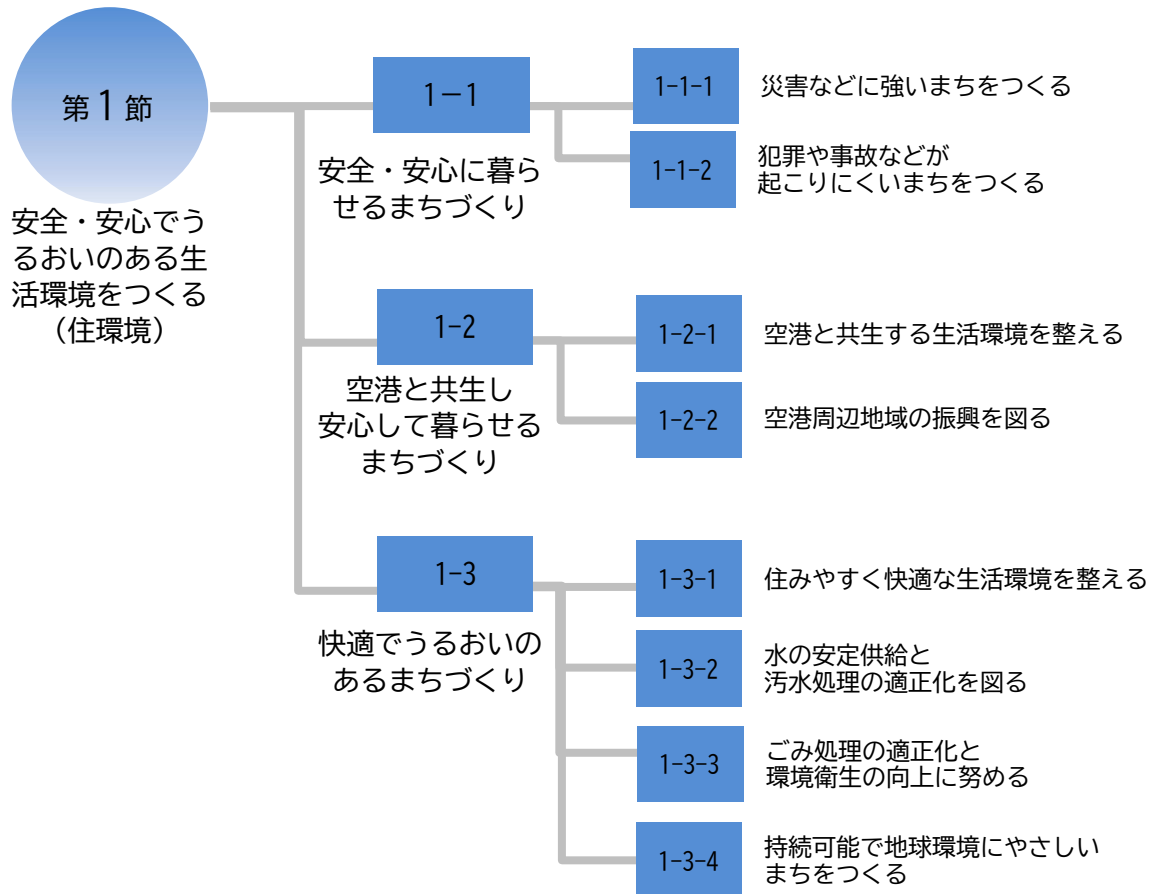 第1節
安全・安心でう
るおいのある生
活環境をつくる
（住環境）
1－1
安全・安心に暮ら
せるまちづくり
1-1-1
災害などに強いまちをつくる
1-1-2
犯罪や事故などが
起こりにくいまちをつくる
1-2
空港と共生し
安心して暮らせる
まちづくり
1-2-1
空港と共生する生活環境を整える
1-2-2
空港周辺地域の振興を図る
1-3
快適でうるおいの
あるまちづくり
1-3-1
住みやすく快適な生活環境を整える
1-3-2
水の安定供給と
汚水処理の適正化を図る
1-3-3
ごみ処理の適正化と
環境衛生の向上に努める
1-3-4
持続可能で地球環境にやさしい
まちをつくる